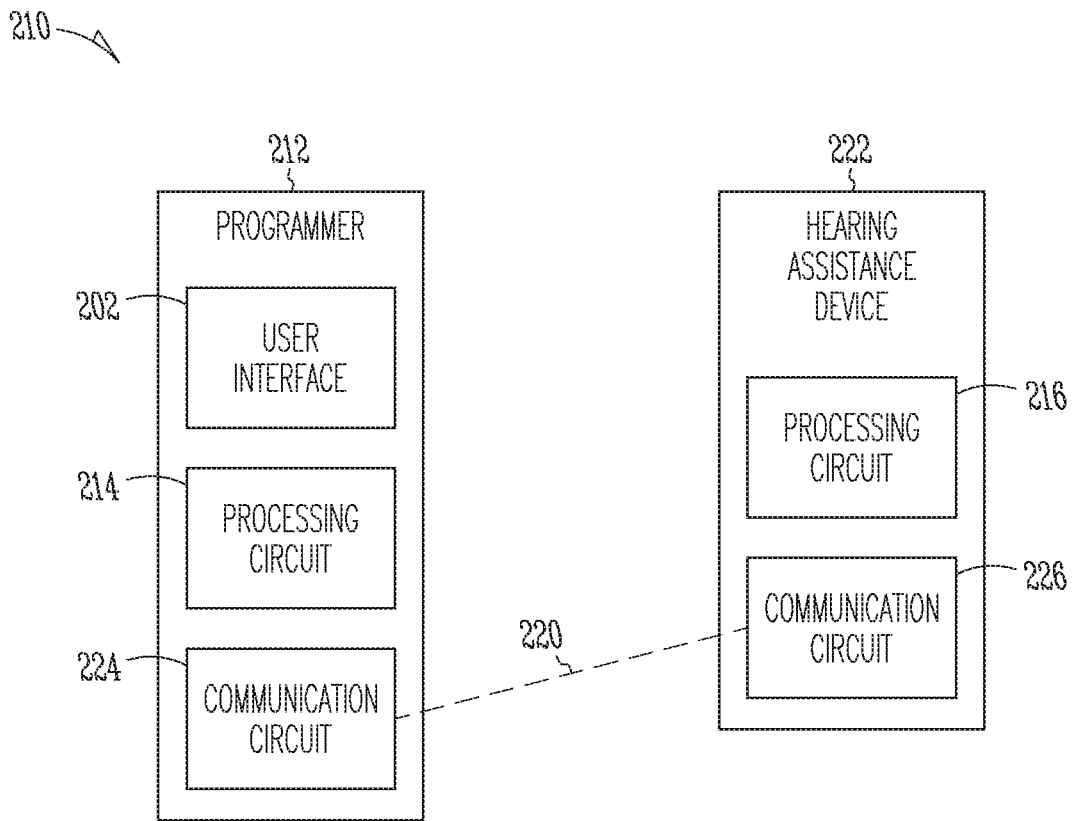 210
212
PROGRAMMER
202
USER
INTERFACE
214
PROCESSING
CIRCUIT
224
COMMUNICATION
CIRCUIT
220
222
HEARING
ASSISTANCE
DEVICE
216
PROCESSING
CIRCUIT
226
COMMUNICATION
CIRCUIT